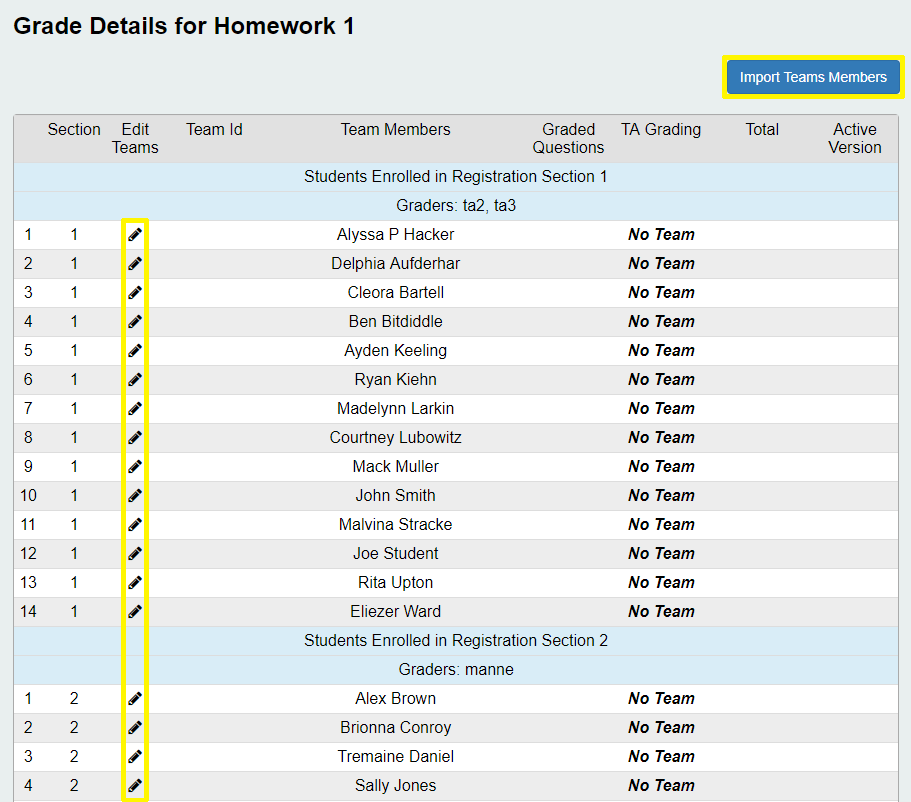 Grade Details for Homework 1
Import Teams Members
Section Edit Teams Team Id Team Members Graded Questions TA Grading Total Active Version
Students Enrolled in Registration Section 1
Graders: ta2, ta3
1 1 Alyssa P Hacker No Team
2 1 Delphia Aufderhar No Team
3 1 Cleora Bartell No Team
4 1 Ben Bitdiddle No Team
5 1 Ayden Keeling No Team
6 1 Ryan Kiehn No Team
7 1 Madelynn Larkin No Team
8 1 Courtney Lubowitz No Team
9 1 Mack Muller No Team
10 1 John Smith No Team
11 1 Malvina Stracke No Team
12 1 Joe Student No Team
13 1 Rita Upton No Team
14 1 Eliezer Ward No Team
Students Enrolled in Registration Section 2
Graders: manne
1 2 Alex Brown No Team
2 2 Brionna Conroy No Team
3 2 Tremaine Daniel No Team
4 2 Sally Jones No Team